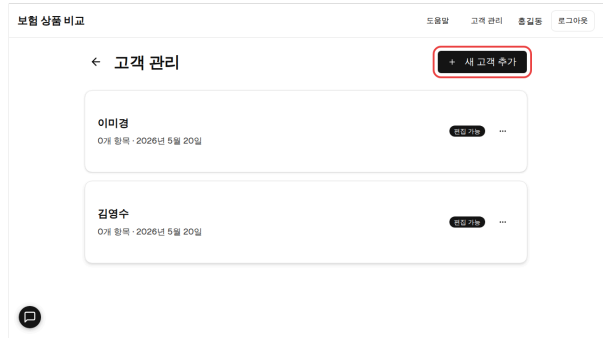 보험 상품 비교
도움말 고객 관리 홍길동 로그아웃
← 고객 관리
+ 새 고객 추가
이미경
0개 항목 · 2026년 5월 20일
편집 가능 ···
김영수
0개 항목 · 2026년 5월 20일
편집 가능 ···